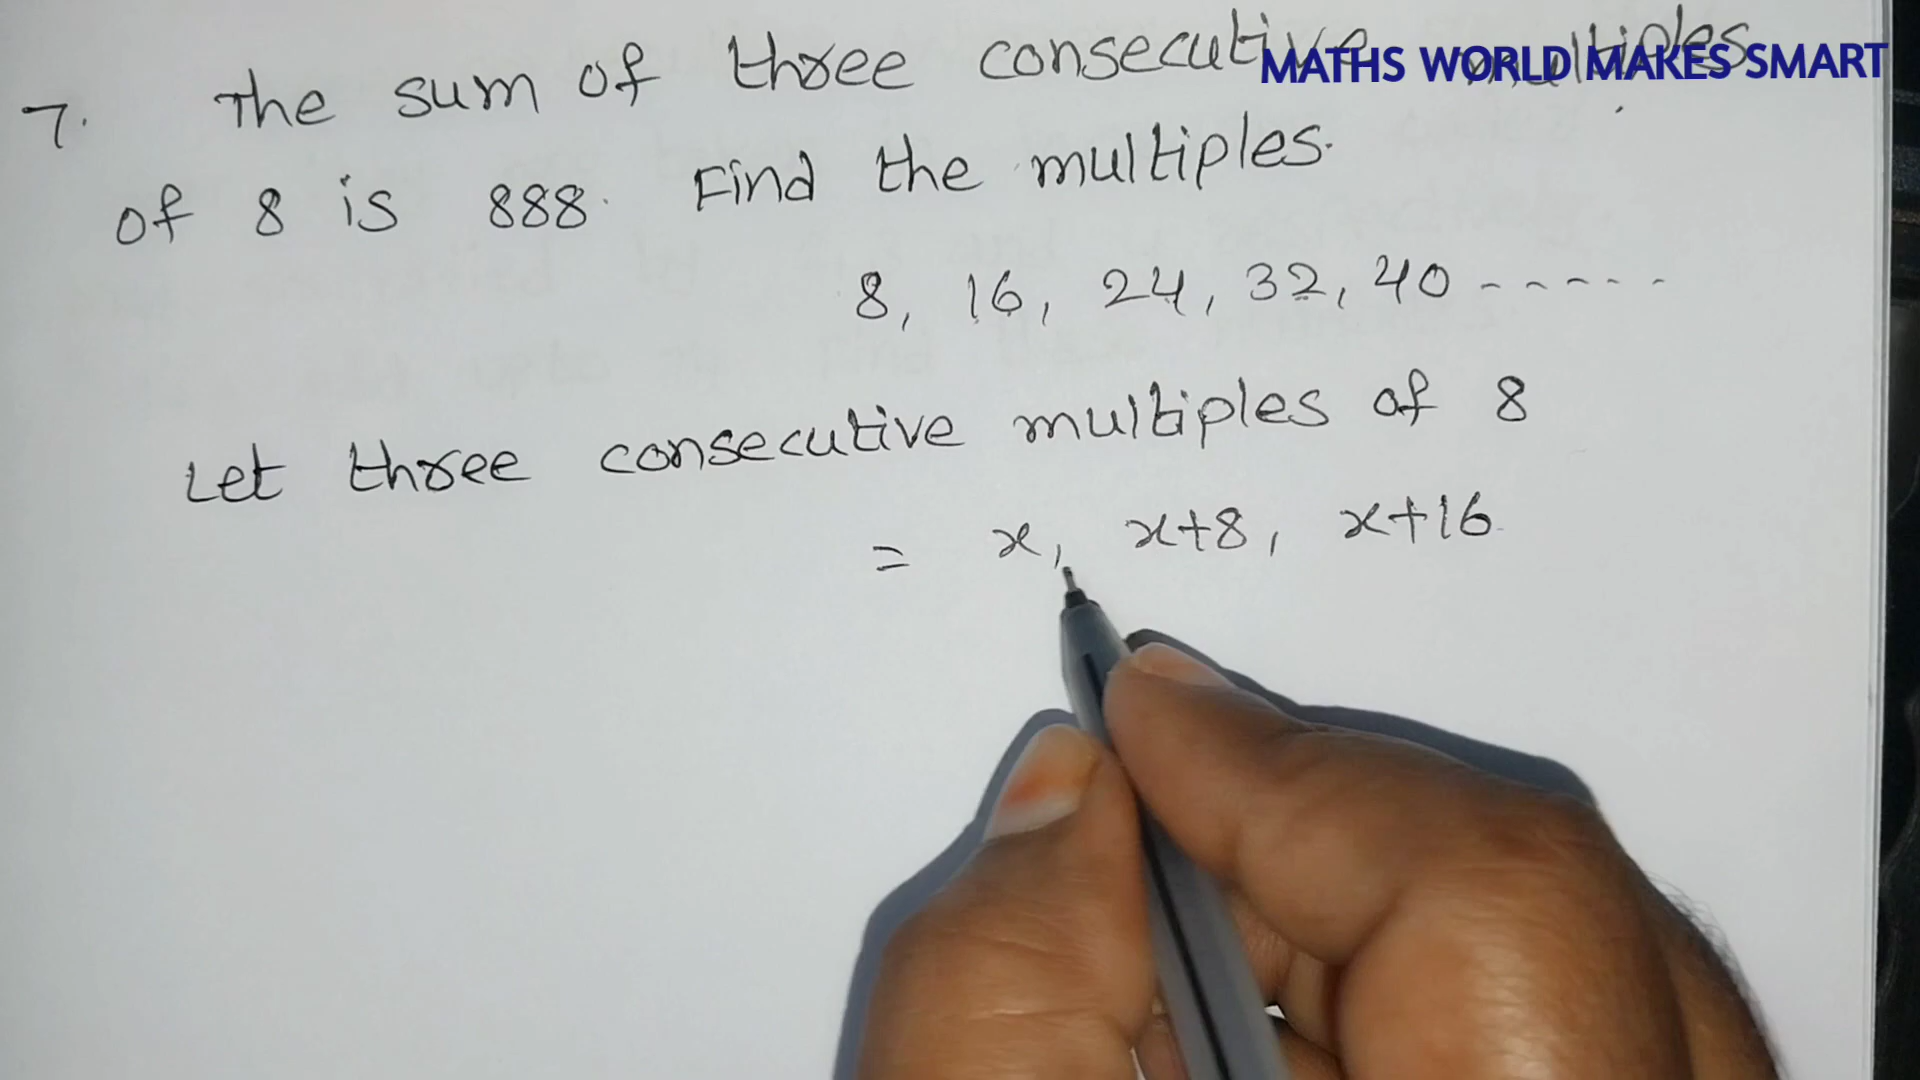 MATHS WORLD MAKES SMART
7. The sum of three consecutive multiples
of 8 is 888. Find the multiples.
8, 16, 24, 32, 40 - - - - -
Let three consecutive multiples of 8
= x, x+8, x+16